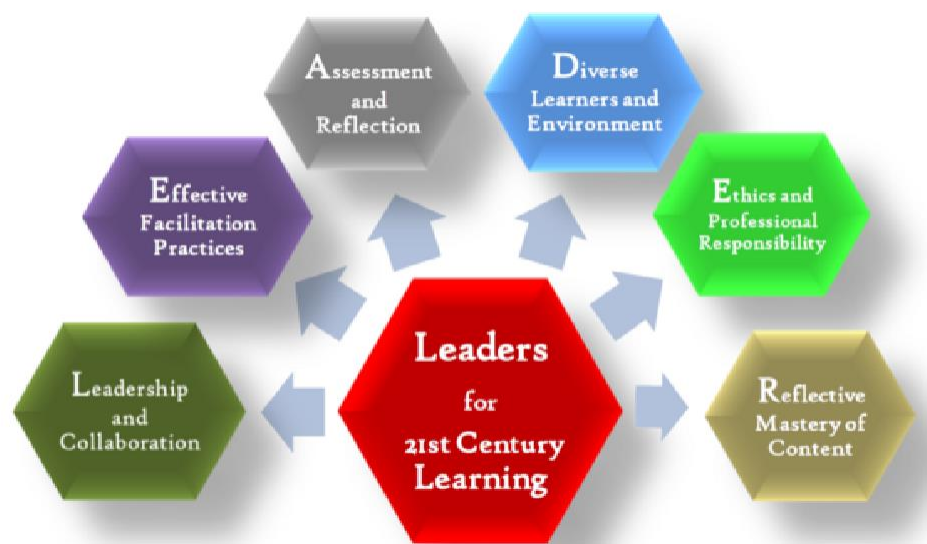 Leadership
and
Collaboration
Effective
Facilitation
Practices
Assessment
and
Reflection
Diverse
Learners and
Environment
Ethics and
Professional
Responsibility
Reflective
Mastery of
Content
Leaders
for
21st Century
Learning